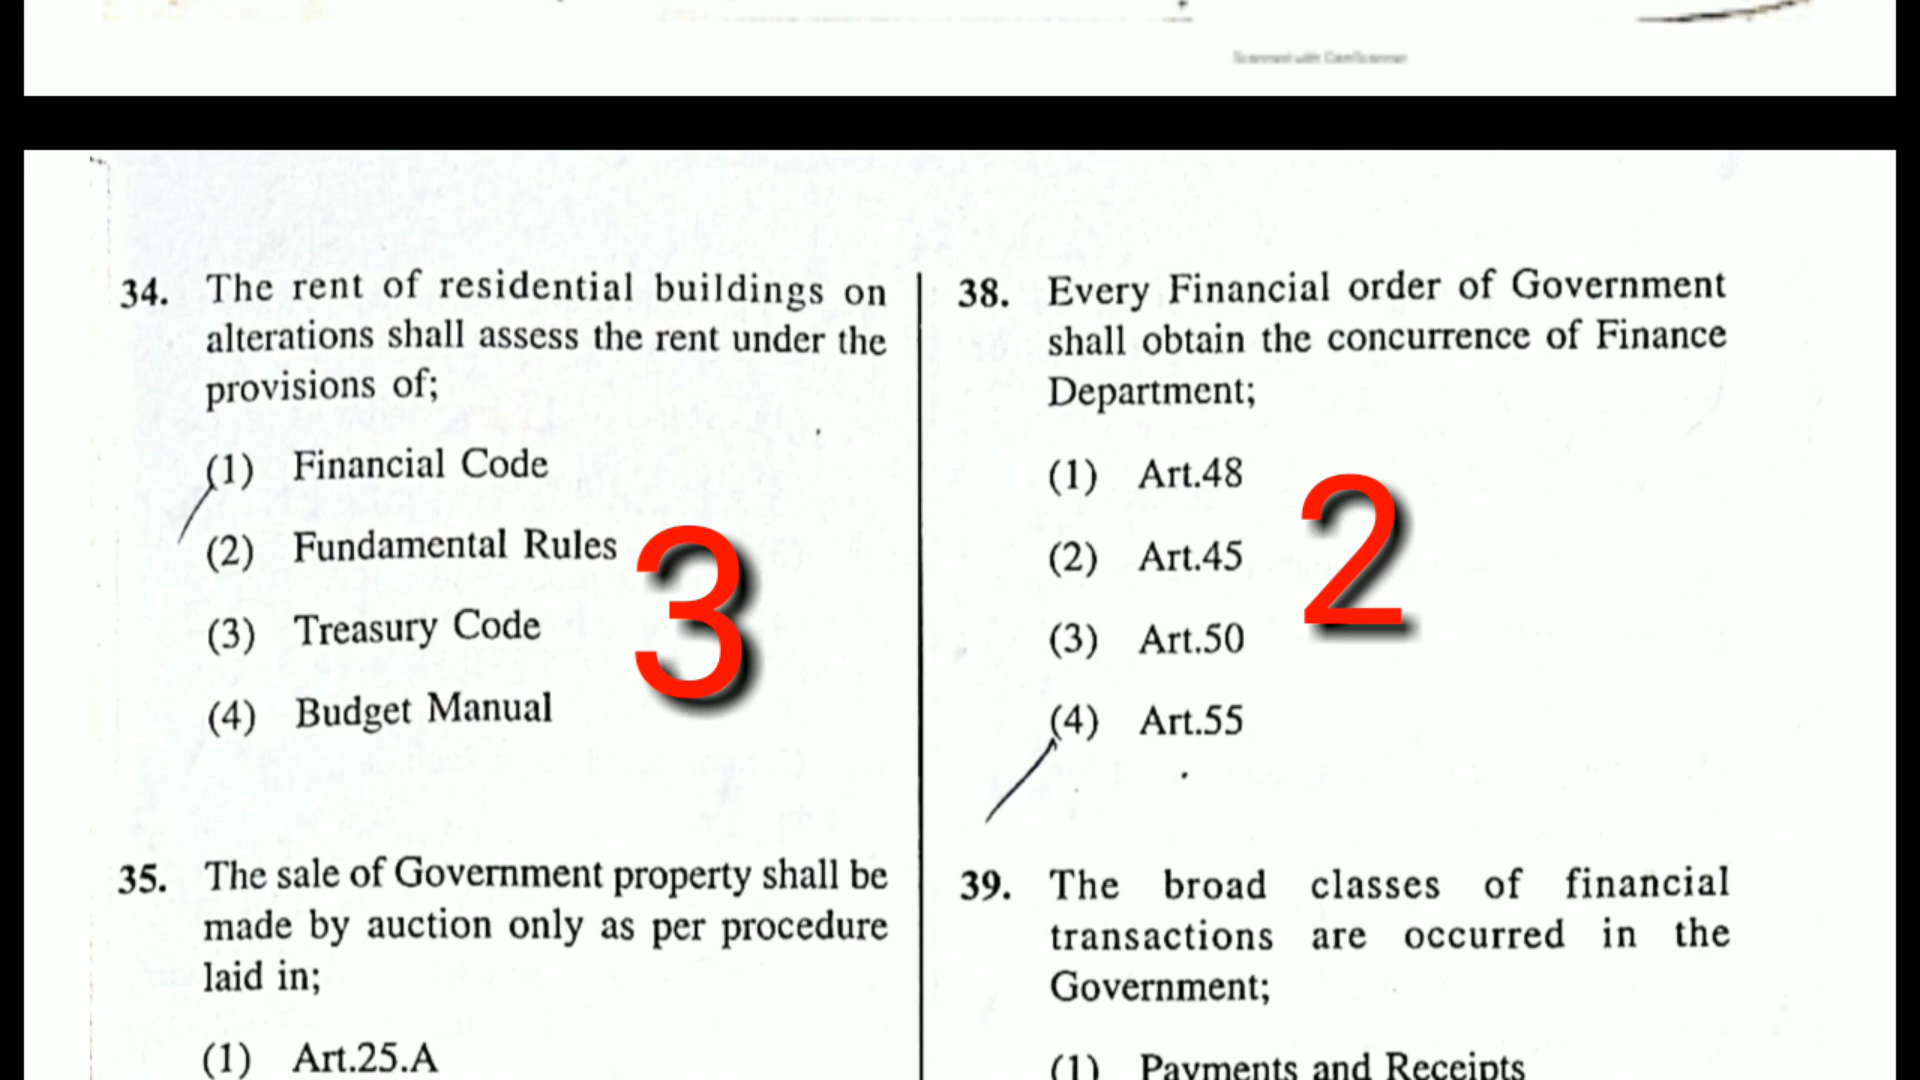 Scanned with CamScanner
34. The rent of residential buildings on
alterations shall assess the rent under the
provisions of;
(1) Financial Code
(2) Fundamental Rules
(3) Treasury Code
(4) Budget Manual
3
35. The sale of Government property shall be
made by auction only as per procedure
laid in;
(1) Art.25.A
38. Every Financial order of Government
shall obtain the concurrence of Finance
Department;
(1) Art.48
(2) Art.45
(3) Art.50
(4) Art.55
2
39. The broad classes of financial
transactions are occurred in the
Government;
(1) Payments and Receipts